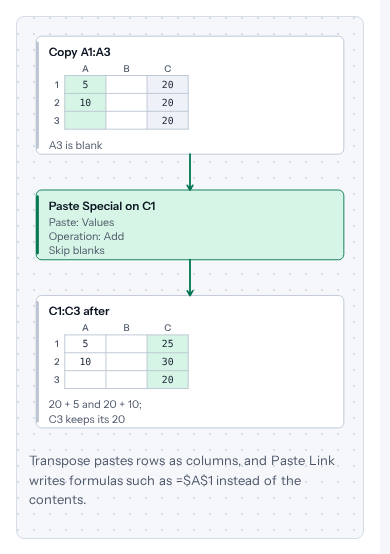 Copy A1:A3
A B C
1 5 20
2 10 20
3 20
A3 is blank
Paste Special on C1
Paste: Values
Operation: Add
Skip blanks
C1:C3 after
A B C
1 5 25
2 10 30
3 20
20 + 5 and 20 + 10;
C3 keeps its 20
Transpose pastes rows as columns, and Paste Link
writes formulas such as =$A$1 instead of the
contents.